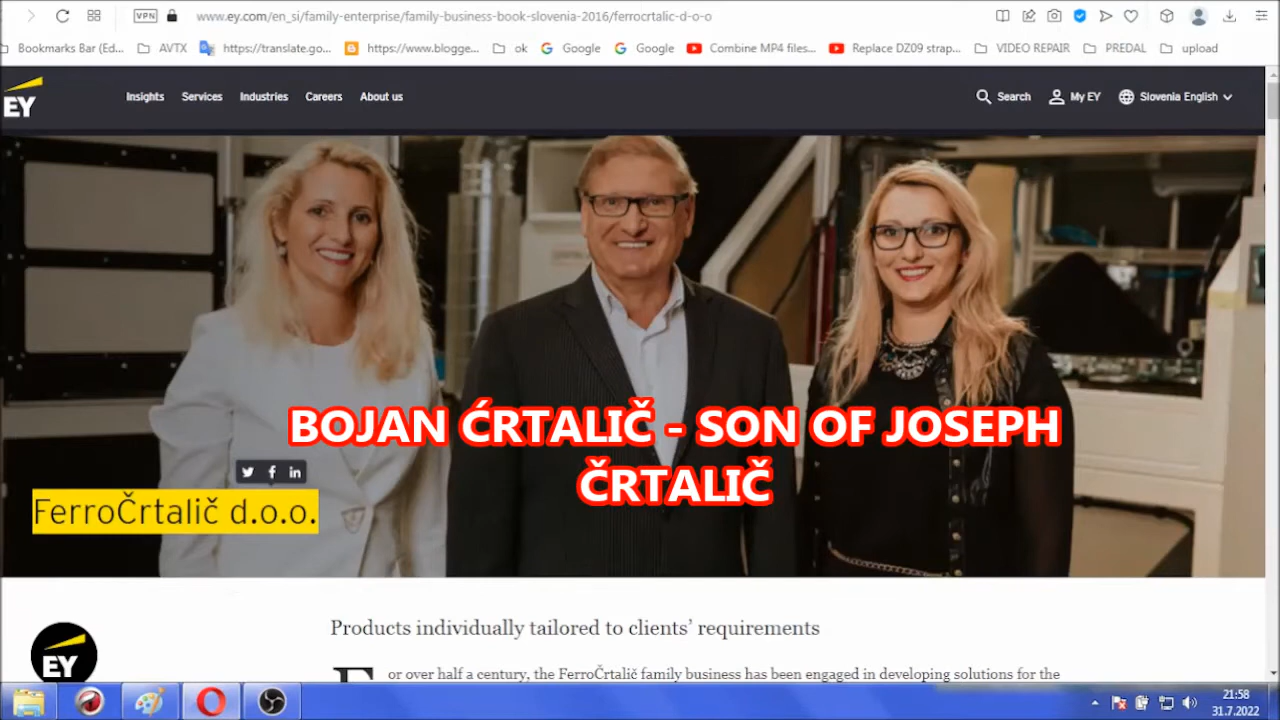 VPN www.ey.com/en_si/family-enterprise/family-business-book-slovenia-2016/ferrocrtalic-d-o-o
Bookmarks Bar (Ed... AVTX https://translate.go... https://www.blogge... ok Google Google Combine MP4 files... Replace DZ09 strap... VIDEO REPAIR PREDAL upload
EY Insights Services Industries Careers About us Search My EY Slovenia English
BOJAN ĆRTALIČ - SON OF JOSEPH
ČRTALIČ
FerroČrtalič d.o.o.
Products individually tailored to clients' requirements
EY
For over half a century, the FerroČrtalič family business has been engaged in developing solutions for the
21:58
31.7.2022